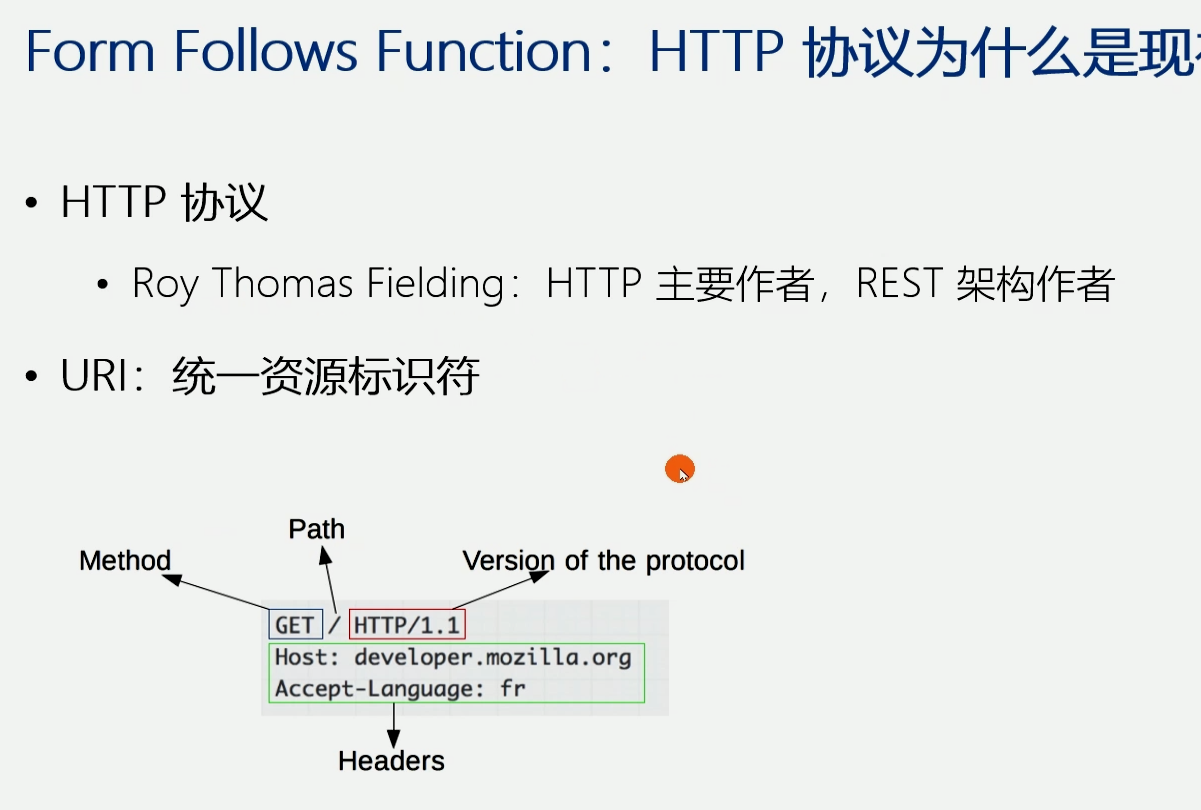 Form Follows Function：HTTP 协议为什么是现
• HTTP 协议
• Roy Thomas Fielding：HTTP 主要作者，REST 架构作者
• URI：统一资源标识符
Path
Method
Version of the protocol
GET / HTTP/1.1
Host: developer.mozilla.org
Accept-Language: fr
Headers